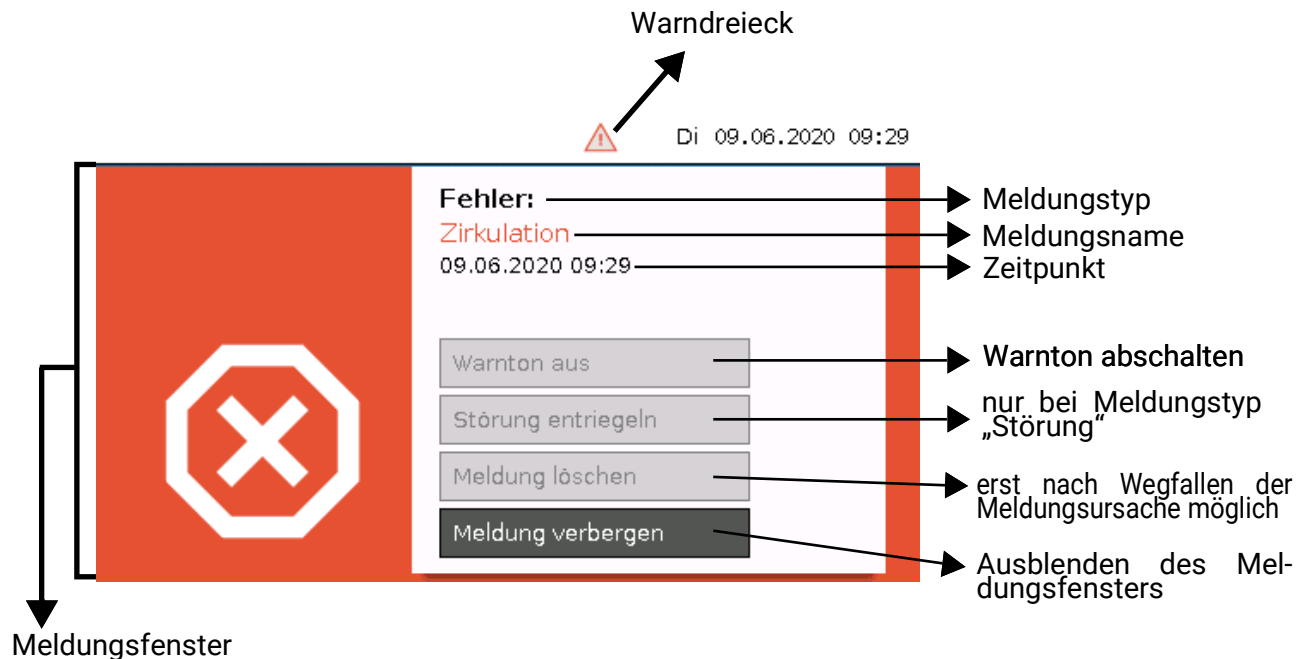 Warndreieck
Di 09.06.2020 09:29
Fehler:
Meldungstyp
Zirkulation
Meldungsname
09.06.2020 09:29
Zeitpunkt
Warnton aus
Warnton abschalten
Störung entriegeln
nur bei Meldungstyp
„Störung“
Meldung löschen
erst nach Wegfallen der
Meldungsursache möglich
Meldung verbergen
Ausblenden des Mel-
dungsfensters
Meldungsfenster